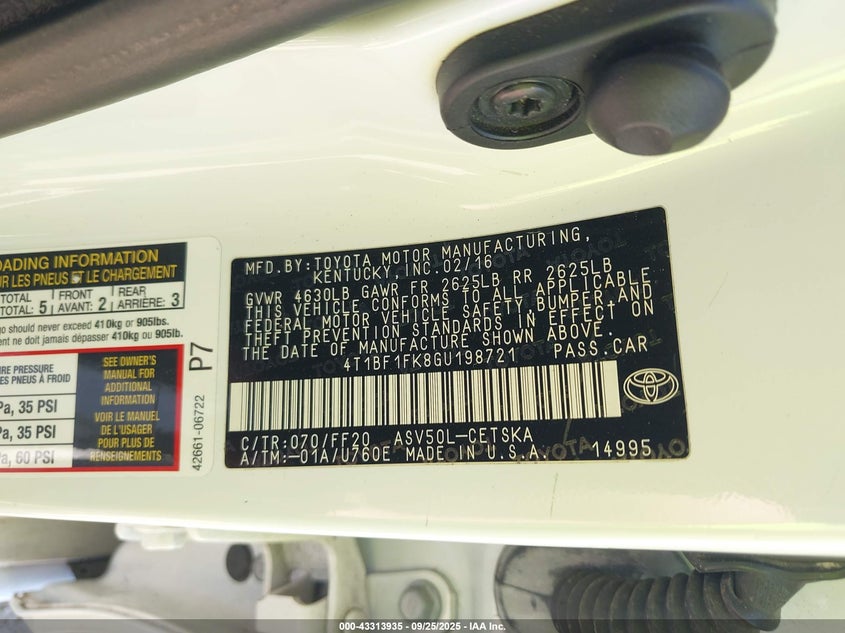 OADING INFORMATION
R LES PNEUS ET LE CHARGEMENT
TOTAL 5 FRONT 2 REAR 3
TOTAL: AVANT: ARRIÈRE:
go should never exceed 410kg or 905lbs.
ent ne doit jamais dépasser 410kg ou 905lb.
IRE PRESSURE
PNEUS À FROID
Pa, 35 PSI
Pa, 35 PSI
a, 60 PSI
SEE OWNER'S
MANUAL FOR
ADDITIONAL
INFORMATION
VOIR LE MANUEL
DE L'USAGER
POUR PLUS DE
RENSEIGNEMENTS
P7
42661-06722
MFD.BY:TOYOTA MOTOR MANUFACTURING,
KENTUCKY, INC.02/16
GVWR 4630LB GAWR FR 2625LB RR 2625LB
THIS VEHICLE CONFORMS TO ALL APPLICABLE
FEDERAL MOTOR VEHICLE SAFETY, BUMPER,AND
THEFT PREVENTION STANDARDS IN EFFECT ON
THE DATE OF MANUFACTURE SHOWN ABOVE.
4T1BF1FK8GU198721 PASS.CAR
C/TR:070/FF20 ASV50L-CETSKA
A/TM:-01A/U760E MADE IN U.S.A. 14995
TOYOTA
000-43313935 - 09/25/2025 - IAA Inc.